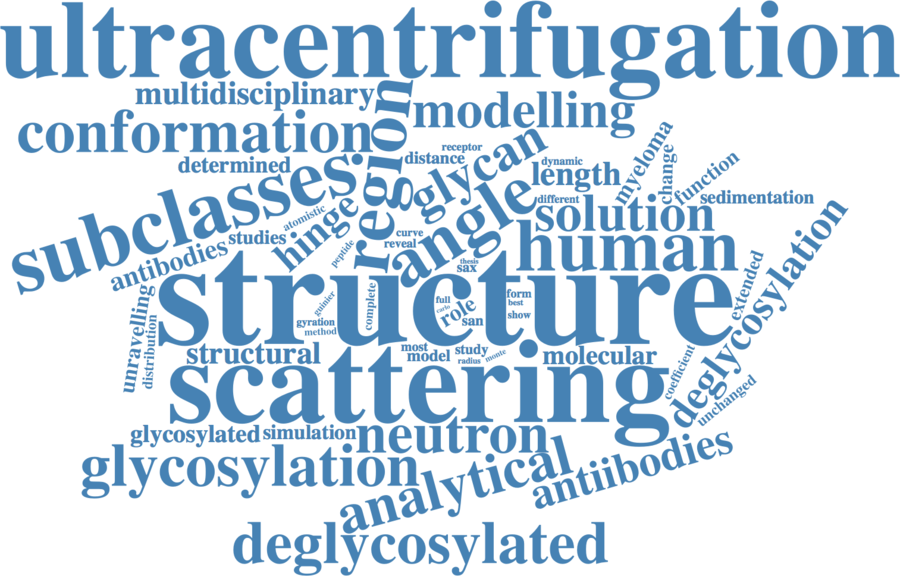 ultracentrifugation
multidisciplinary
region
modelling
conformation
receptor
determined
distance
glycan
dynamic
length
myeloma
change
function
subclasses
different
sedimentation
atomistic
hinge
angle
solution
antibodies
studies
curve
reveal
human
peptide
thesis
sax
structure
extended
deglycosylation
unravelling
distribution
guinier
complete
full
carlo
role
form
best
gyration
san
show
method
structural
most
model
study
radius
monte
molecular
scattering
coefficient
unchanged
glycosylated
simulation
neutron
glycosylation
analytical
antiibodies
deglycosylated